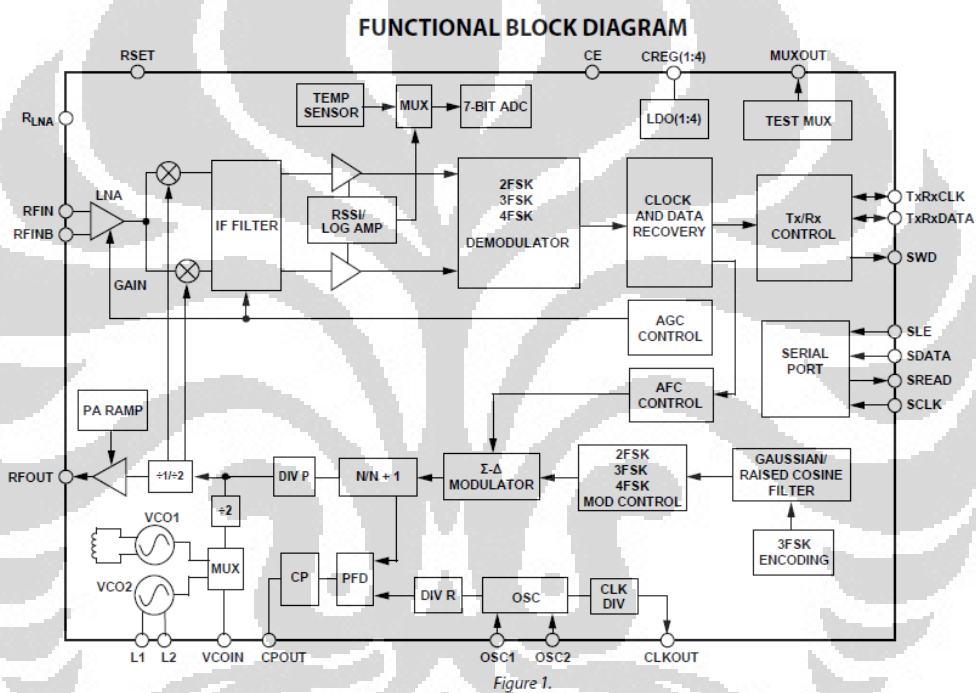 FUNCTIONAL BLOCK DIAGRAM
RSET
CE
CREG(1:4)
MUXOUT
TEMP
SENSOR
MUX
7-BIT ADC
LDO(1:4)
TEST MUX
RLNA
LNA
RFIN
RFINB
GAIN
IF FILTER
RSSI/
LOG AMP
2FSK
3FSK
4FSK
DEMODULATOR
CLOCK
AND DATA
RECOVERY
Tx/Rx
CONTROL
TxRxCLK
TxRxDATA
SWD
AGC
CONTROL
SERIAL
PORT
SLE
SDATA
SREAD
SCLK
AFC
CONTROL
PA RAMP
RFOUT
÷1/÷2
DIV P
N/N + 1
Σ-Δ
MODULATOR
2FSK
3FSK
4FSK
MOD CONTROL
GAUSSIAN/
RAISED COSINE
FILTER
÷2
3FSK
ENCODING
VCO1
VCO2
MUX
CP
PFD
DIV R
OSC
CLK
DIV
L1
L2
VCOIN
CPOUT
OSC1
OSC2
CLKOUT
Figure 1.